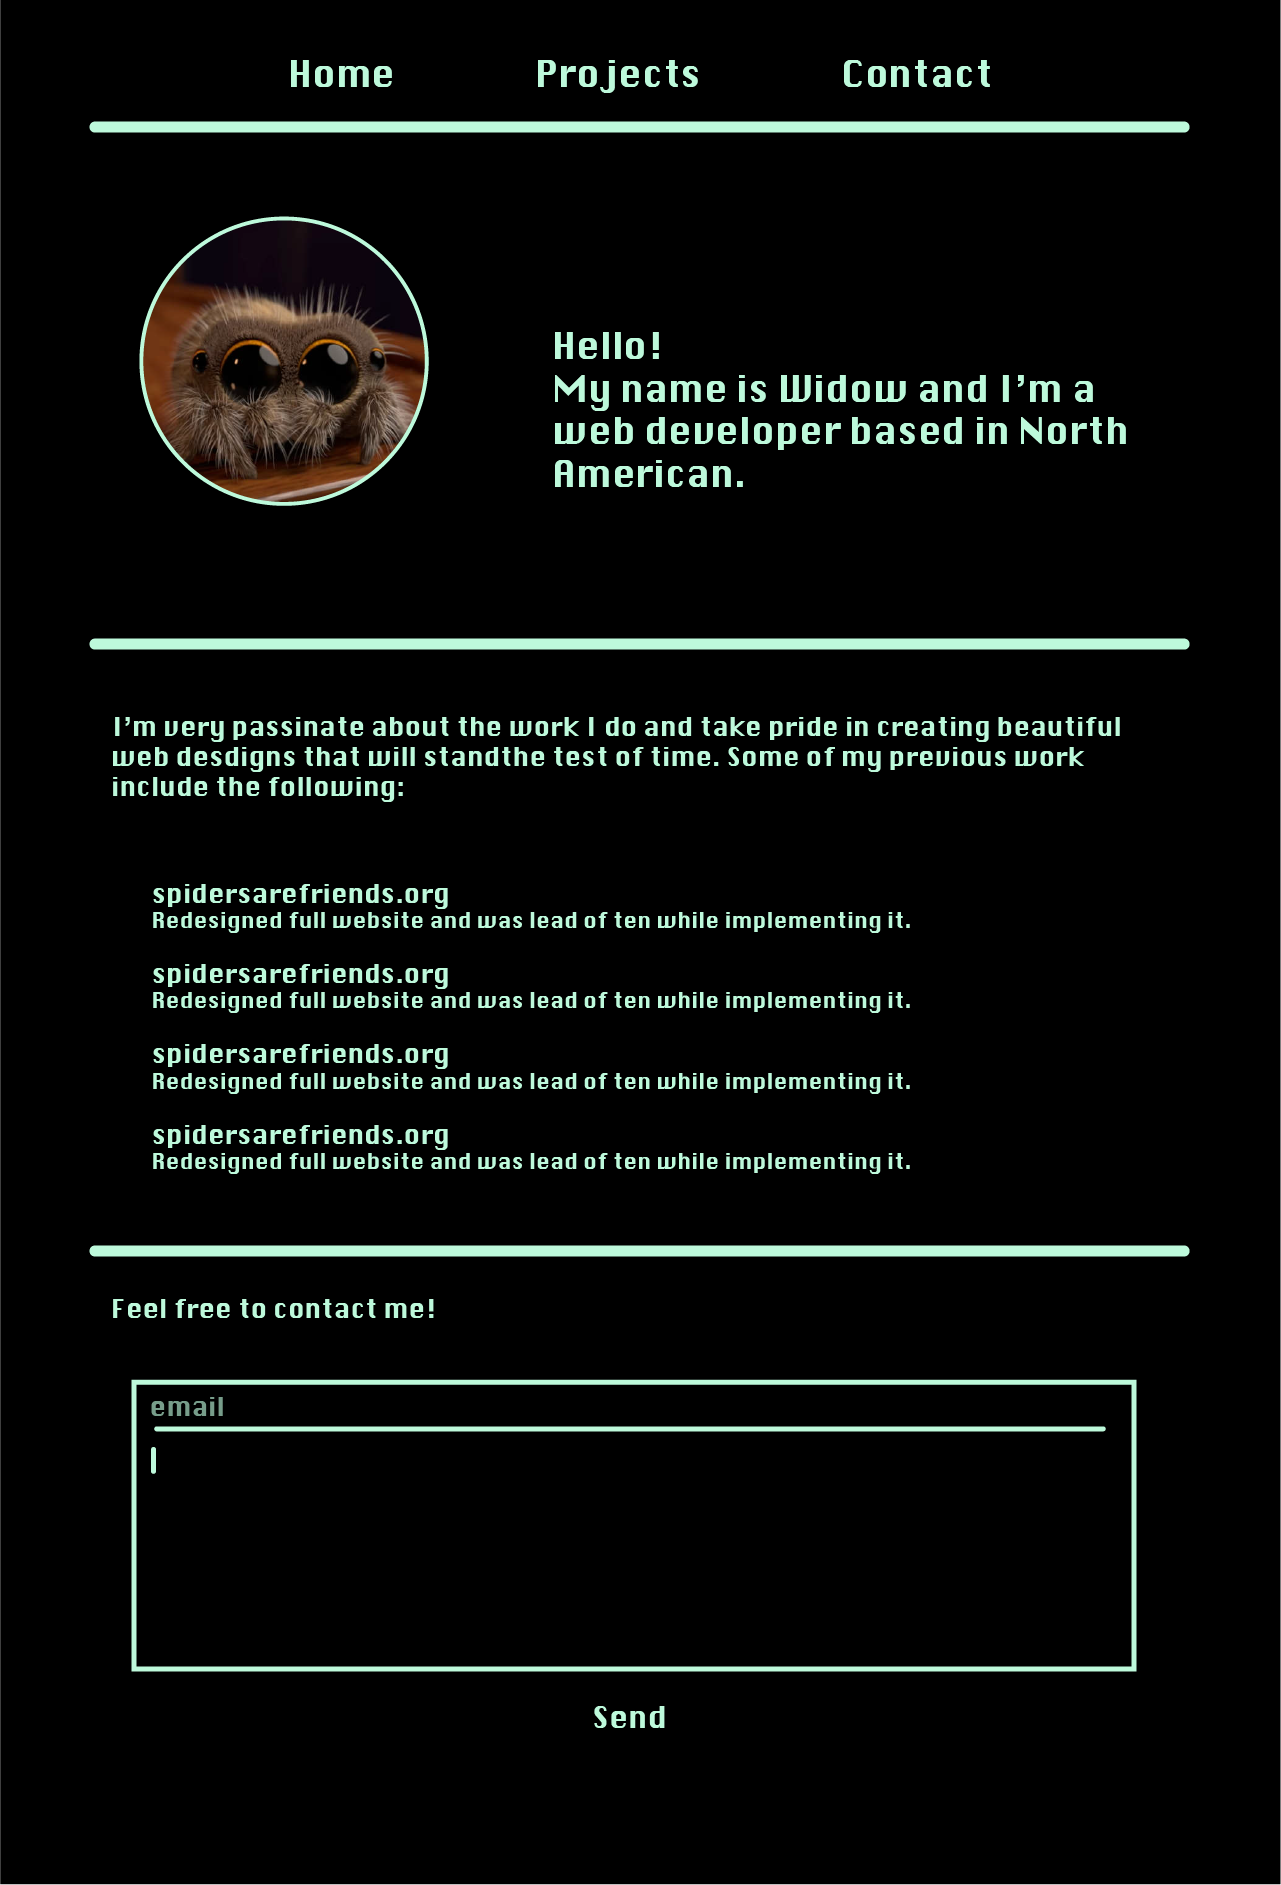 Home Projects Contact
Hello!
My name is Widow and I'm a
web developer based in North
American.
I'm very passinate about the work I do and take pride in creating beautiful
web desdigns that will standthe test of time. Some of my previous work
include the following:
spidersarefriends.org
Redesigned full website and was lead of ten while implementing it.
spidersarefriends.org
Redesigned full website and was lead of ten while implementing it.
spidersarefriends.org
Redesigned full website and was lead of ten while implementing it.
spidersarefriends.org
Redesigned full website and was lead of ten while implementing it.
Feel free to contact me!
email
Send